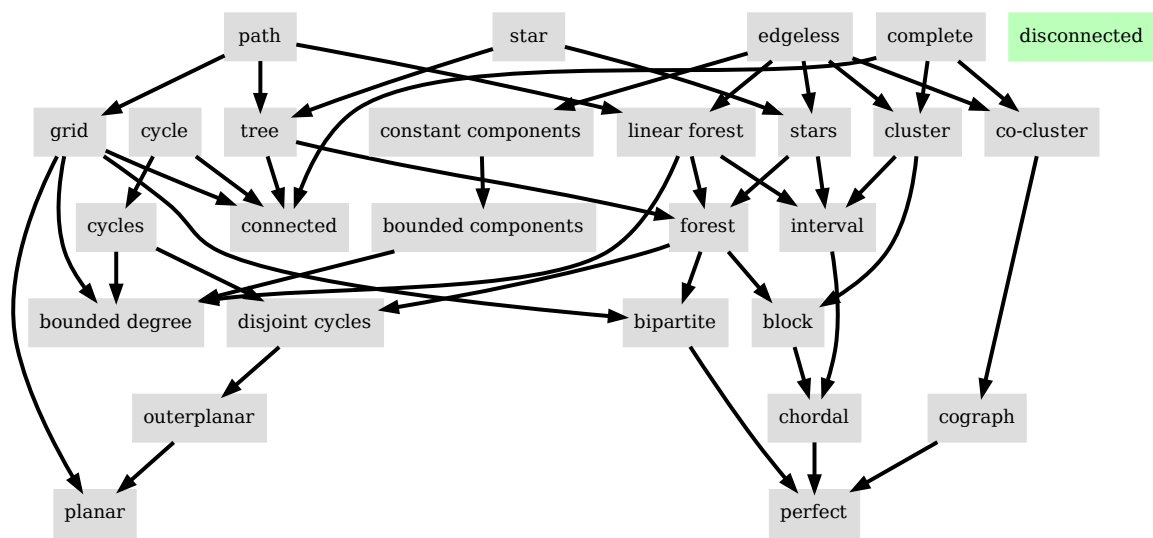 path
star
edgeless
complete
disconnected
grid
cycle
tree
constant components
linear forest
stars
cluster
co-cluster
cycles
connected
bounded components
forest
interval
bounded degree
disjoint cycles
bipartite
block
outerplanar
chordal
cograph
planar
perfect